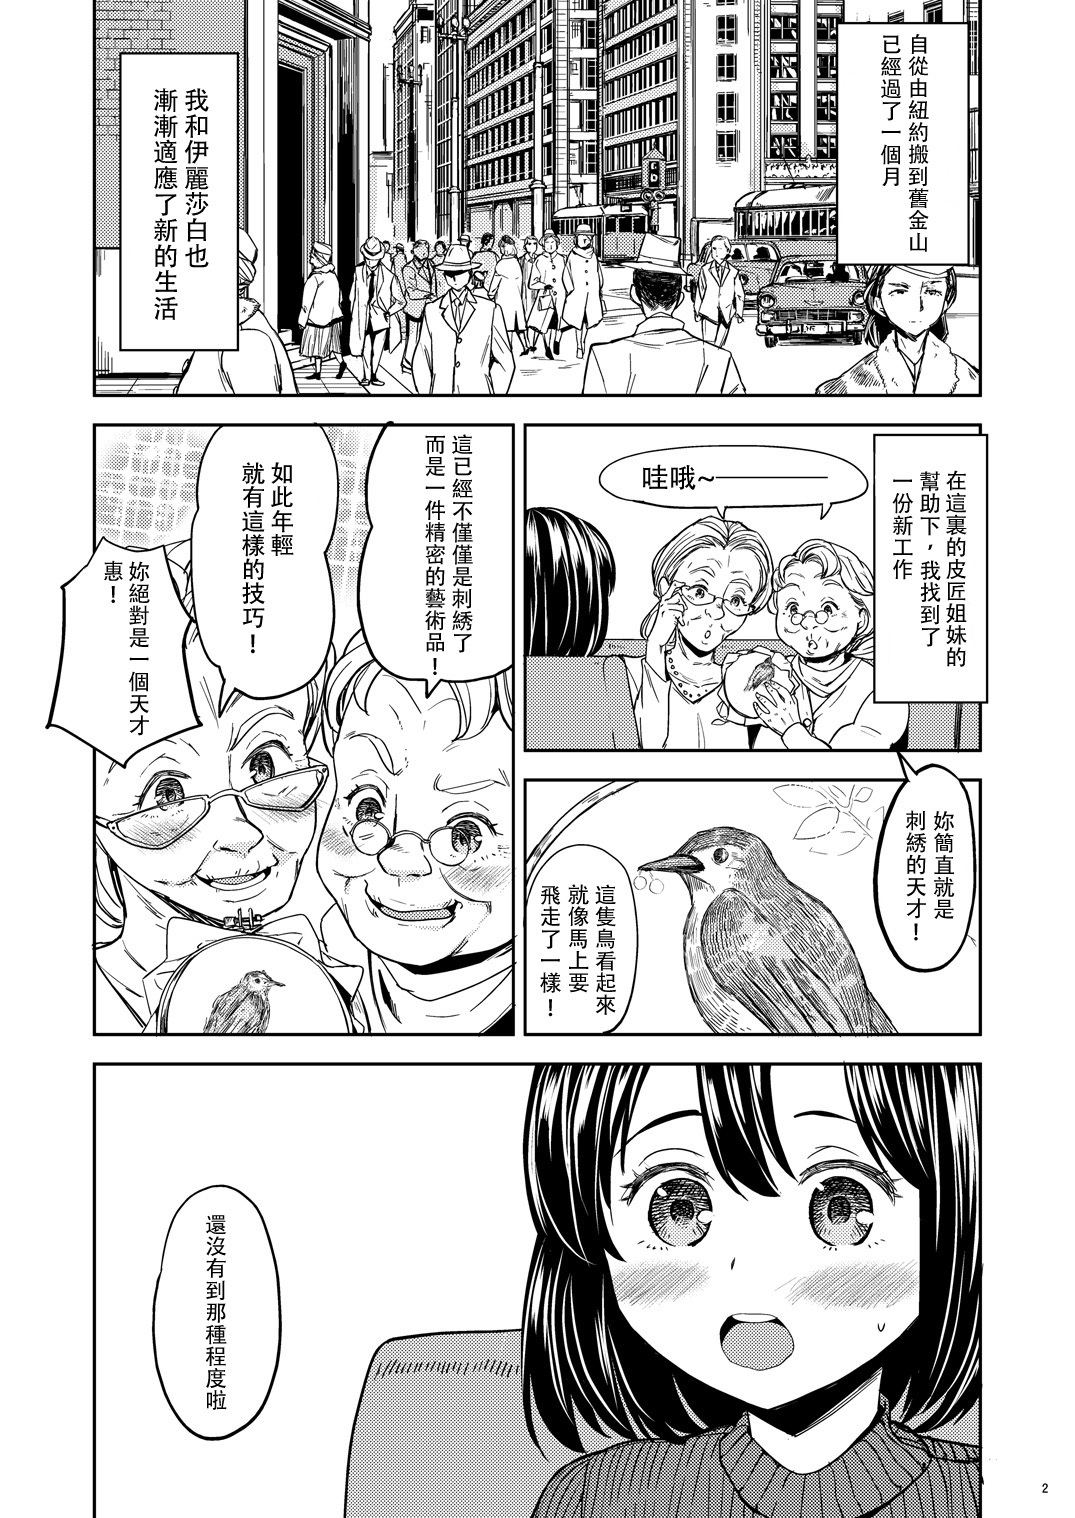 自從由紐約搬到舊金山
已經過了一個月
我和伊麗莎白也
漸漸適應了新的生活
在這裏的皮匠姐妹的
幫助下，我找到了
一份新工作
哇哦~————
妳簡直就是
刺綉的天才！
這隻鳥看起來
就像馬上要
飛走了一樣！
這已經不僅僅是刺綉了
而是一件精密的藝術品！
如此年輕
就有這樣的技巧！
妳絕對是一個天才
惠！
還沒有到那種程度啦
2